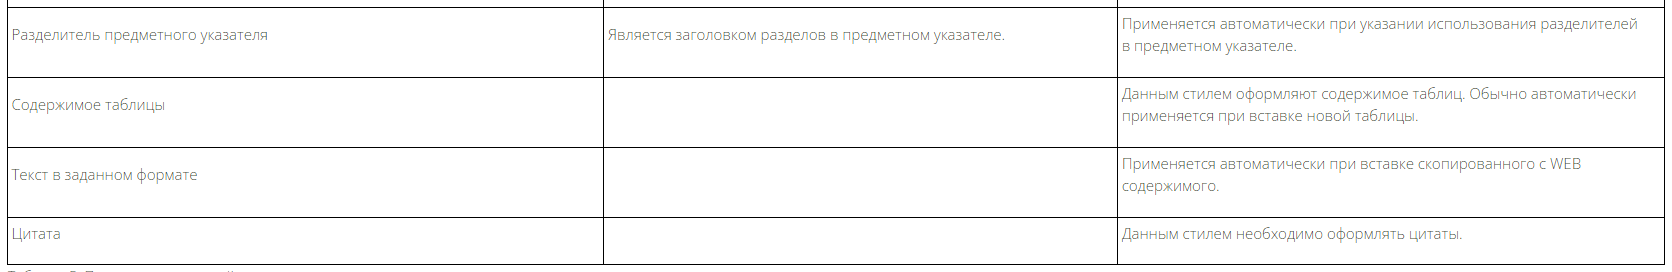 Разделитель предметного указателя
Является заголовком разделов в предметном указателе.
Применяется автоматически при указании использования разделителей
в предметном указателе.
Содержимое таблицы
Данным стилем оформляют содержимое таблиц. Обычно автоматически
применяется при вставке новой таблицы.
Текст в заданном формате
Применяется автоматически при вставке скопированного с WEB
содержимого.
Цитата
Данным стилем необходимо оформлять цитаты.